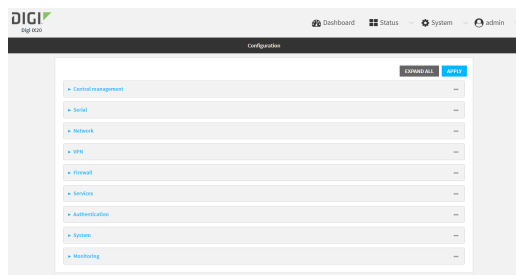 DIGI
Digi IX20
Dashboard
Status
System
admin
Configuration
EXPAND ALL
APPLY
Central management
Serial
Network
VPN
Firewall
Services
Authentication
System
Monitoring